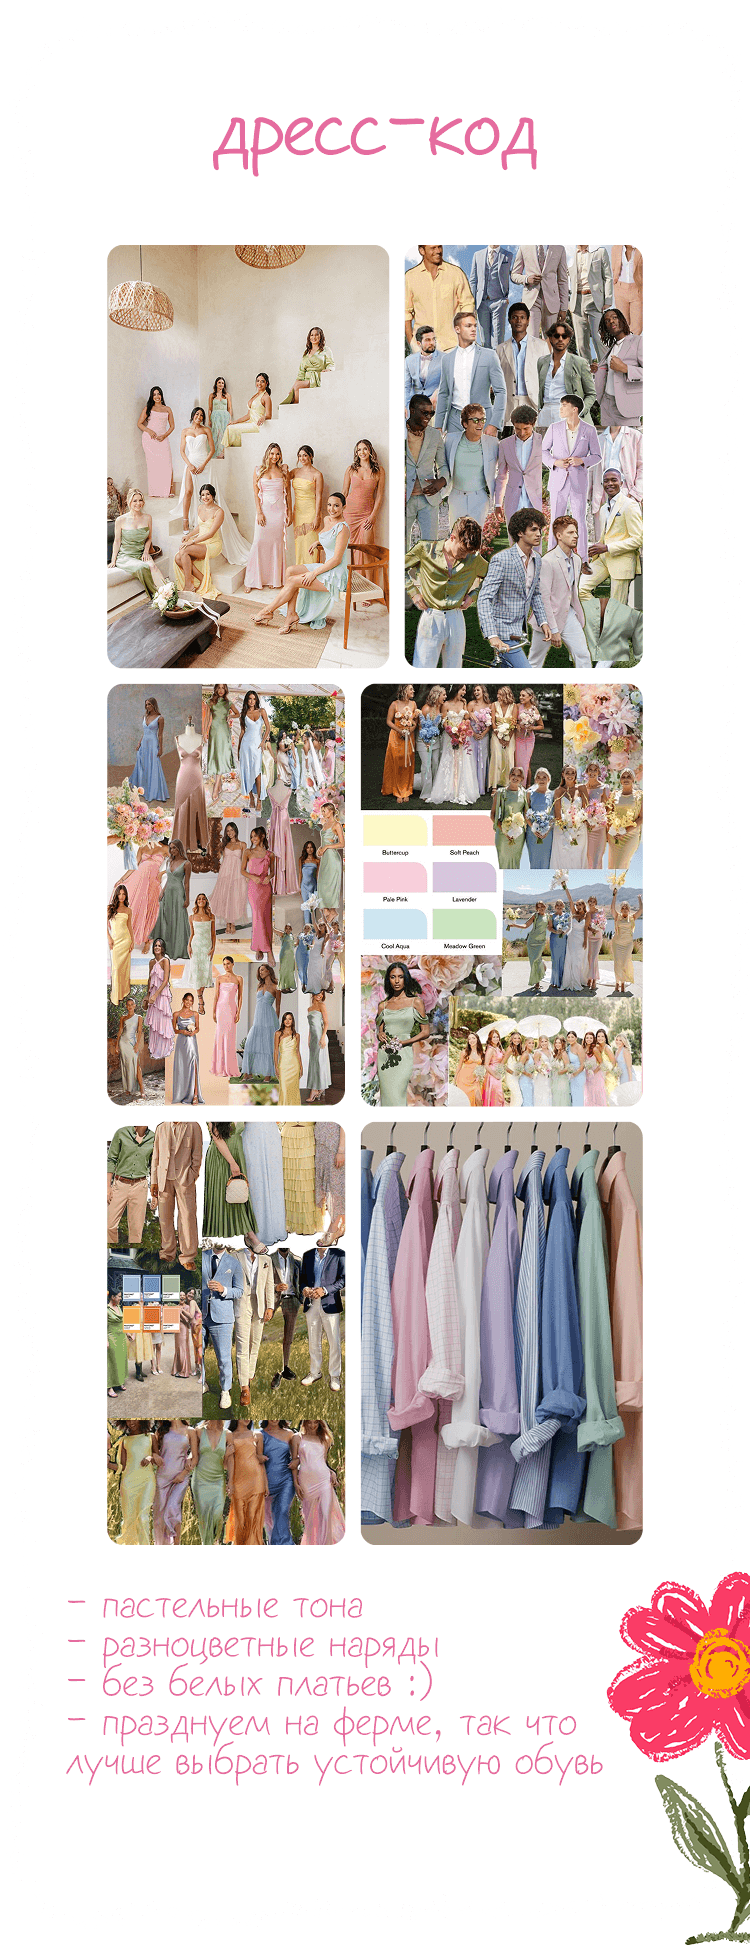 дресс-код
Buttercup
Soft Peach
Pale Pink
Lavender
Cool Aqua
Meadow Green
- пастельные тона
- разноцветные наряды
- без белых платьев :)
- празднуем на ферме, так что
лучше выбрать устойчивую обувь